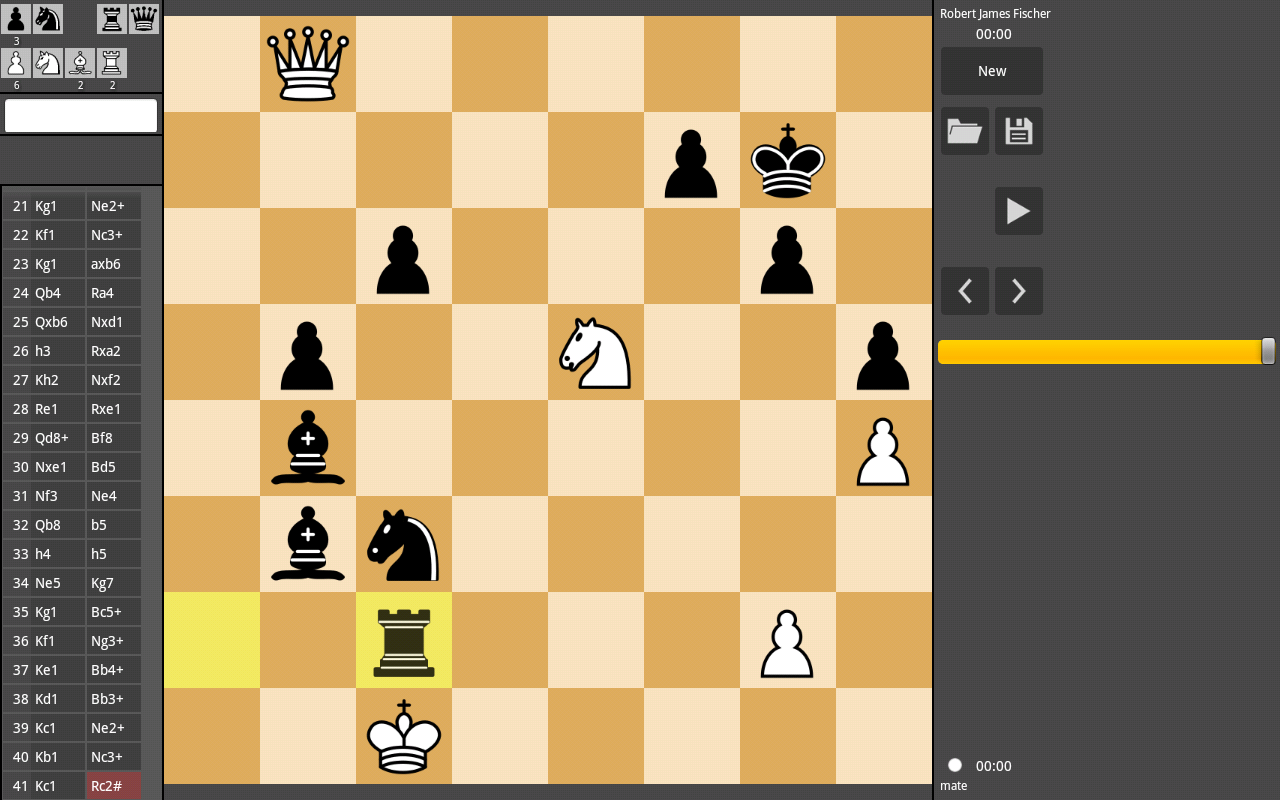 3
6 2 2
21 Kg1 Ne2+
22 Kf1 Nc3+
23 Kg1 axb6
24 Qb4 Ra4
25 Qxb6 Nxd1
26 h3 Rxa2
27 Kh2 Nxf2
28 Re1 Rxe1
29 Qd8+ Bf8
30 Nxe1 Bd5
31 Nf3 Ne4
32 Qb8 b5
33 h4 h5
34 Ne5 Kg7
35 Kg1 Bc5+
36 Kf1 Ng3+
37 Ke1 Bb4+
38 Kd1 Bb3+
39 Kc1 Ne2+
40 Kb1 Nc3+
41 Kc1 Rc2#
Robert James Fischer
00:00
New
00:00
mate